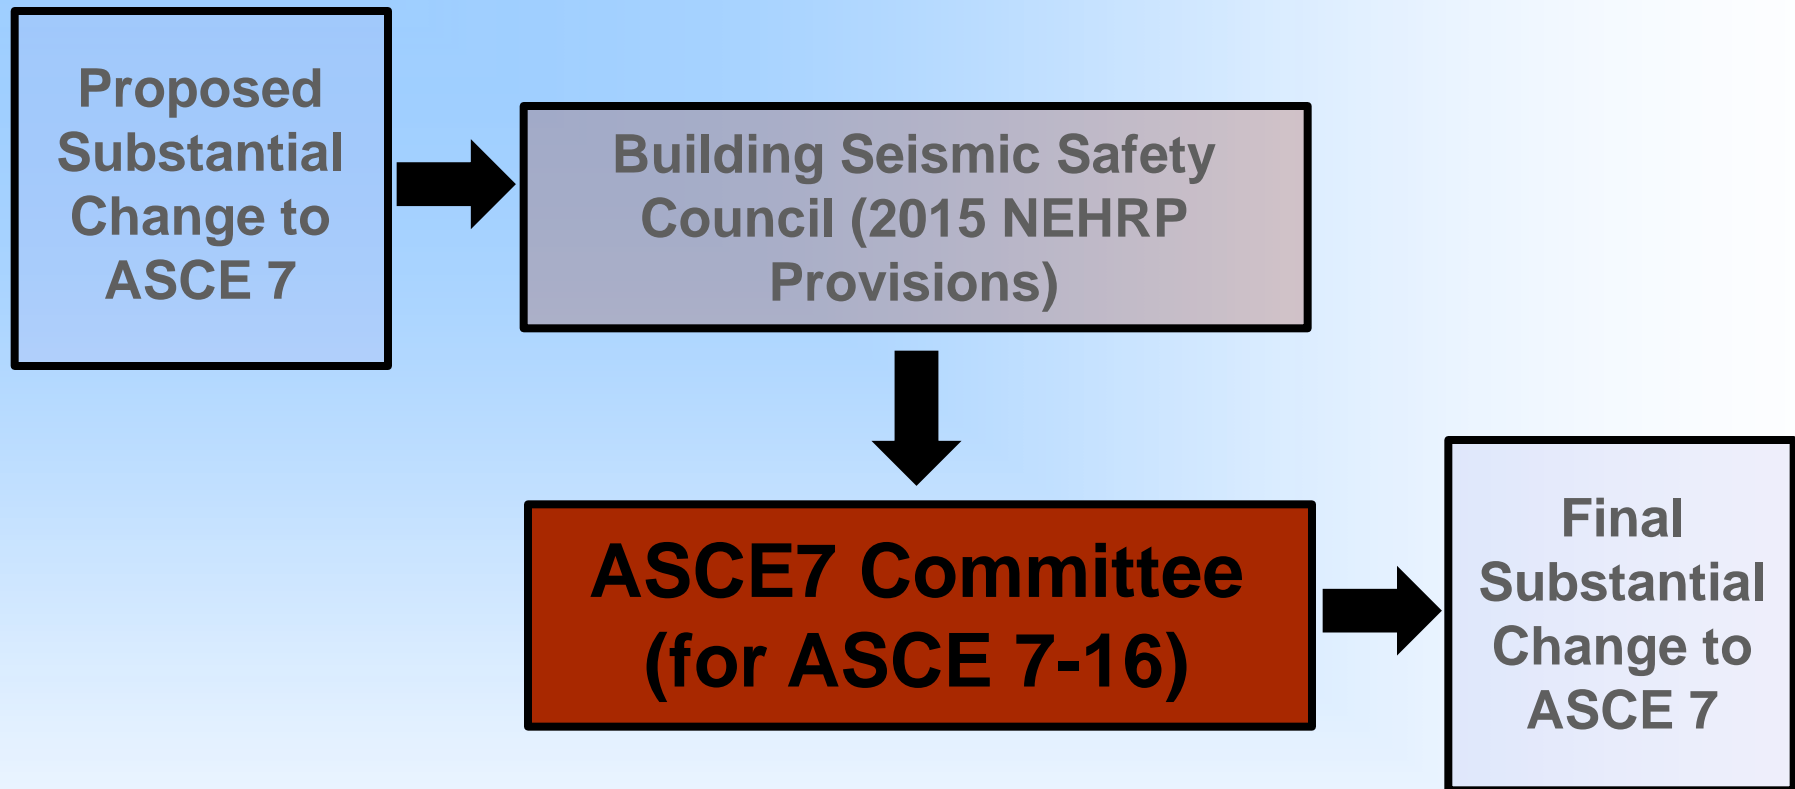 Proposed
Substantial
Change to
ASCE 7
Building Seismic Safety
Council (2015 NEHRP
Provisions)
ASCE7 Committee
(for ASCE 7-16)
Final
Substantial
Change to
ASCE 7